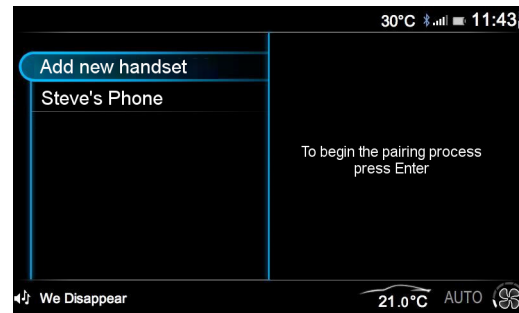 30°C 11:43
Add new handset
Steve's Phone
To begin the pairing process
press Enter
We Disappear
21.0°C AUTO